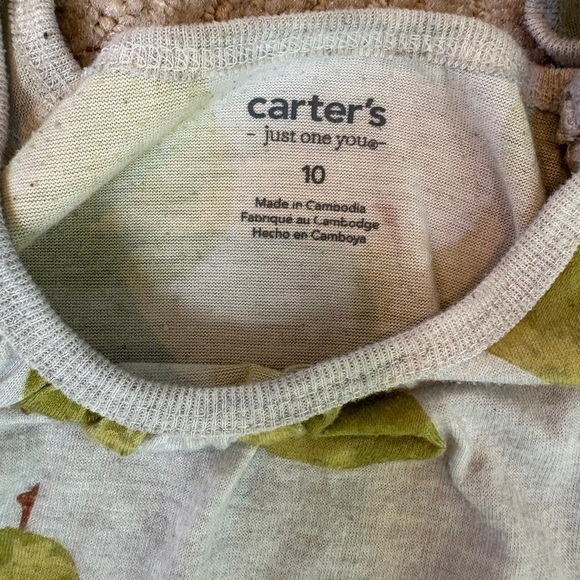 carter's
- just one you® -
10
Made in Cambodia
Fabriqué au Cambodge
Hecho en Camboya